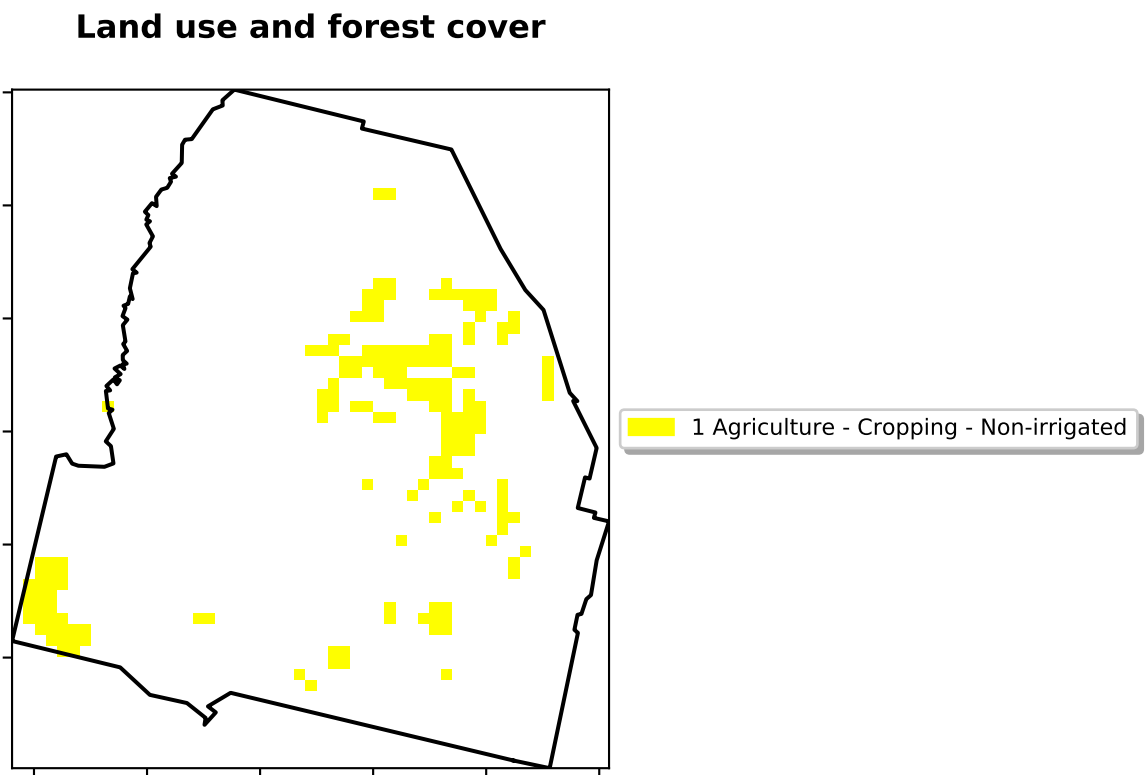 Land use and forest cover
1 Agriculture - Cropping - Non-irrigated